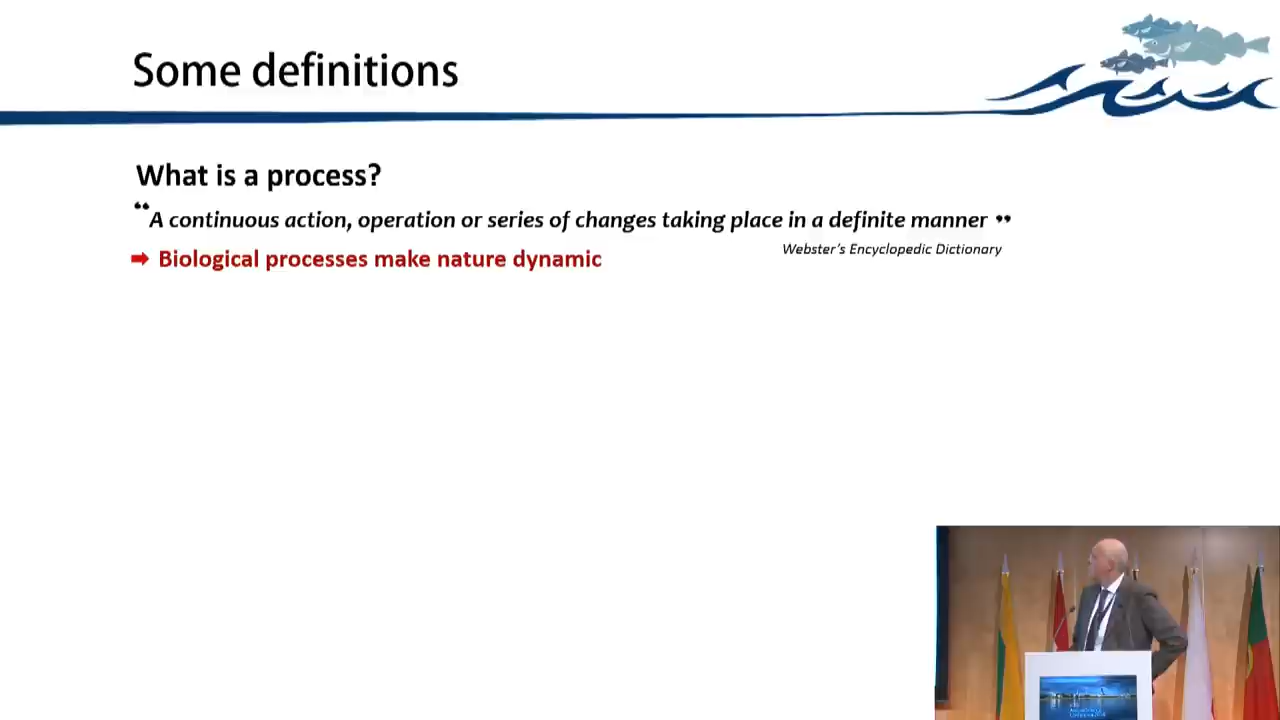 Some definitions
What is a process?
“A continuous action, operation or series of changes taking place in a definite manner”
Webster’s Encyclopedic Dictionary
➡ Biological processes make nature dynamic